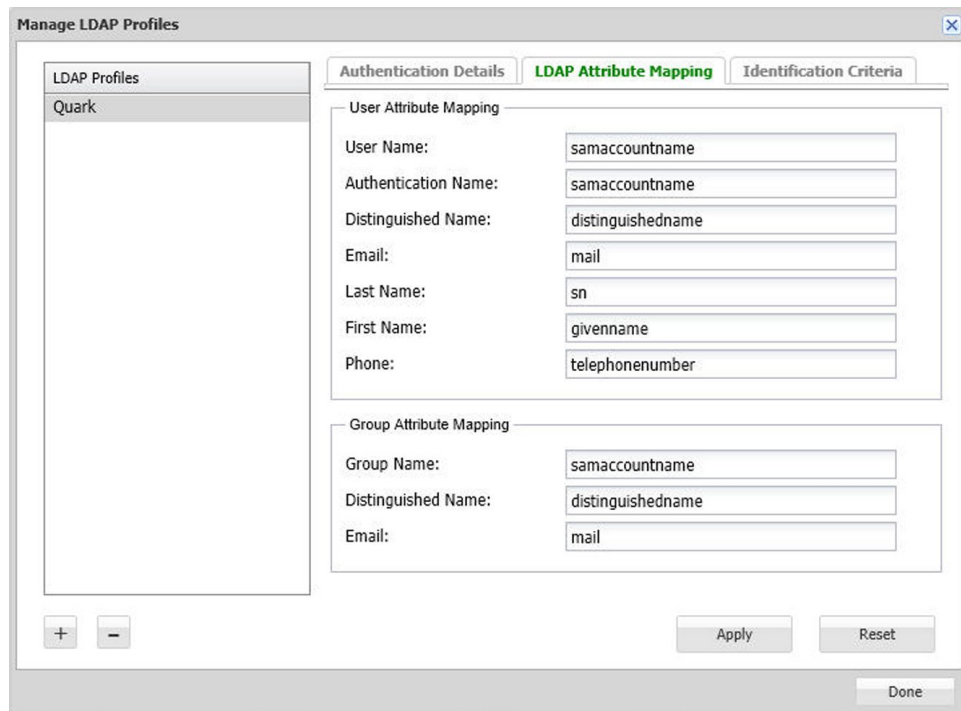 Manage LDAP Profiles
LDAP Profiles
Quark
Authentication Details
LDAP Attribute Mapping
Identification Criteria
User Attribute Mapping
User Name: samaccountname
Authentication Name: samaccountname
Distinguished Name: distinguishedname
Email: mail
Last Name: sn
First Name: givenname
Phone: telephonenumber
Group Attribute Mapping
Group Name: samaccountname
Distinguished Name: distinguishedname
Email: mail
+ -
Apply
Reset
Done